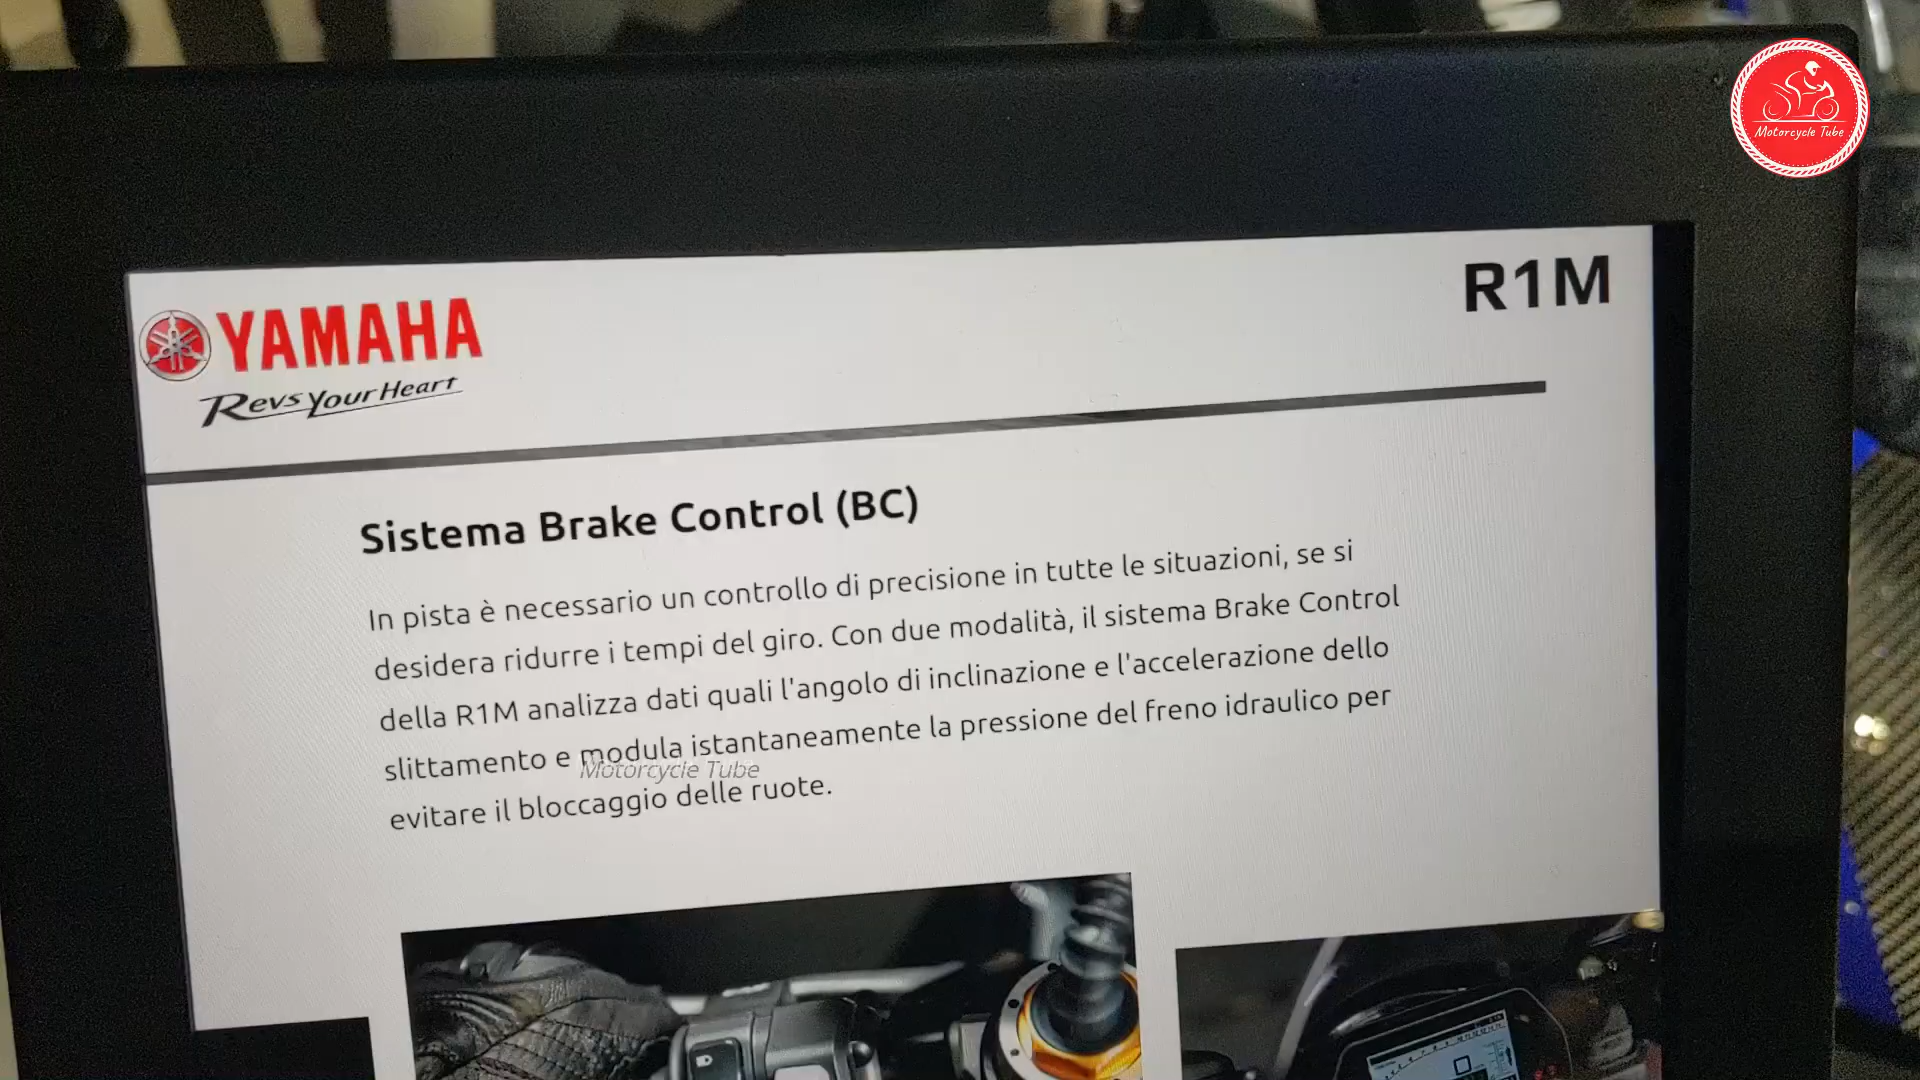 Motorcycle Tube
R1M
YAMAHA
Revs Your Heart
Sistema Brake Control (BC)
In pista è necessario un controllo di precisione in tutte le situazioni, se si
desidera ridurre i tempi del giro. Con due modalità, il sistema Brake Control
della R1M analizza dati quali l'angolo di inclinazione e l'accelerazione dello
slittamento e modula istantaneamente la pressione del freno idraulico per
Motorcycle Tube
evitare il bloccaggio delle ruote.